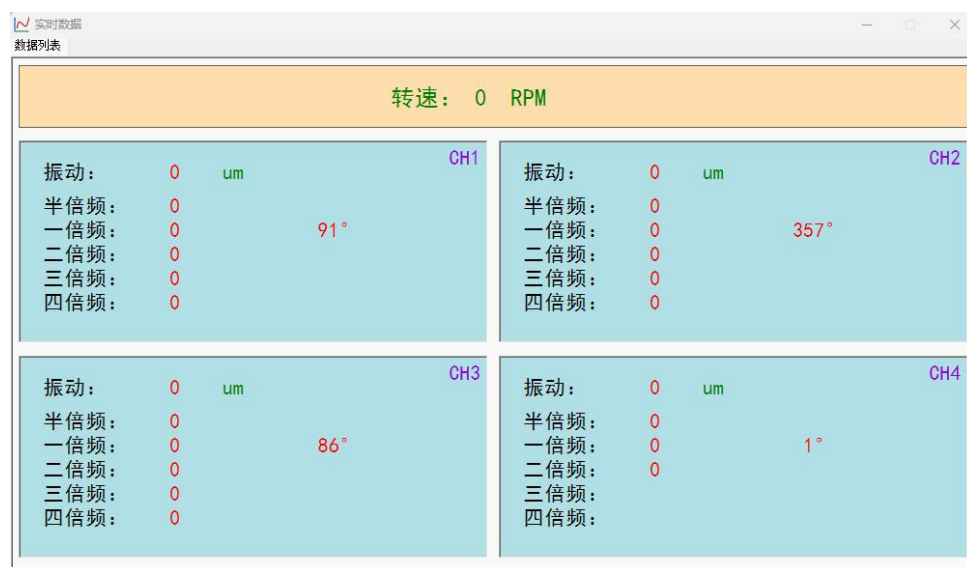 实时数据
数据列表
转速: 0 RPM
CH1
振动: 0 um
半倍频: 0
一倍频: 0 91°
二倍频: 0
三倍频: 0
四倍频: 0
CH2
振动: 0 um
半倍频: 0
一倍频: 0 357°
二倍频: 0
三倍频: 0
四倍频: 0
CH3
振动: 0 um
半倍频: 0
一倍频: 0 86°
二倍频: 0
三倍频: 0
四倍频: 0
CH4
振动: 0 um
半倍频: 0
一倍频: 0 1°
二倍频: 0
三倍频:
四倍频: